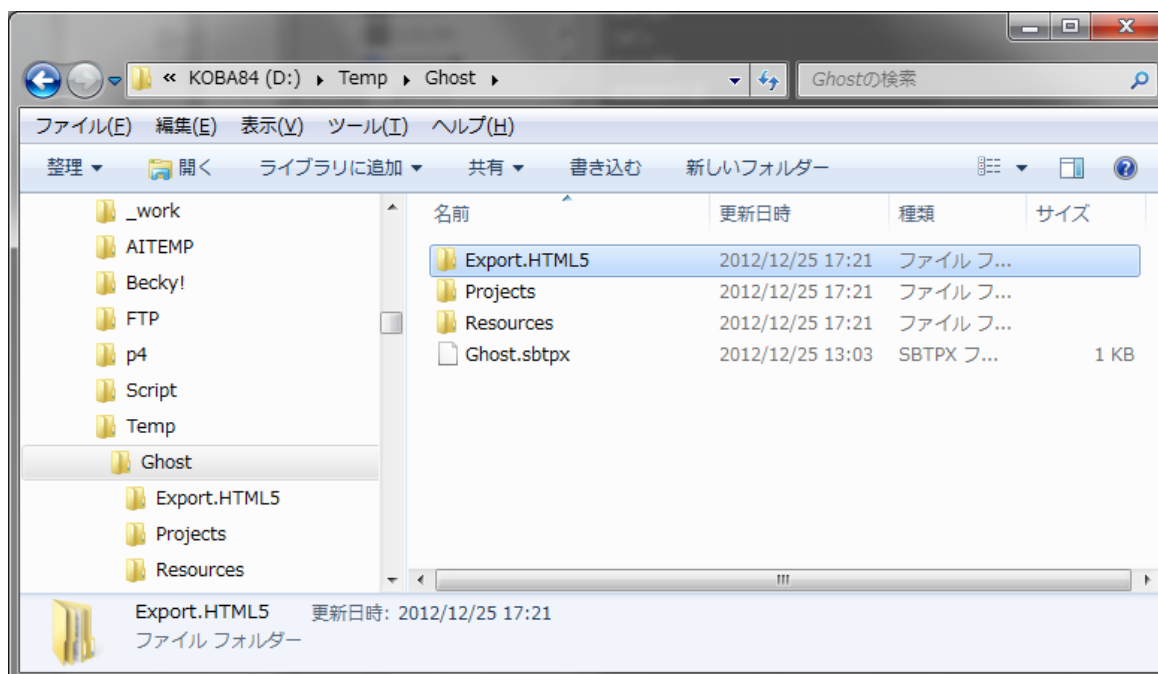 « KOBA84 (D:) ▸ Temp ▸ Ghost ▸ Ghostの検索
ファイル(F) 編集(E) 表示(V) ツール(T) ヘルプ(H)
整理 ▼ 開く ライブラリに追加 ▼ 共有 ▼ 書き込む 新しいフォルダー
_work
AITEMP
Becky!
FTP
p4
Script
Temp
Ghost
Export.HTML5
Projects
Resources
名前 更新日時 種類 サイズ
Export.HTML5 2012/12/25 17:21 ファイル フ...
Projects 2012/12/25 17:21 ファイル フ...
Resources 2012/12/25 17:21 ファイル フ...
Ghost.sbtpx 2012/12/25 13:03 SBTPX フ... 1 KB
Export.HTML5 更新日時: 2012/12/25 17:21
ファイル フォルダー